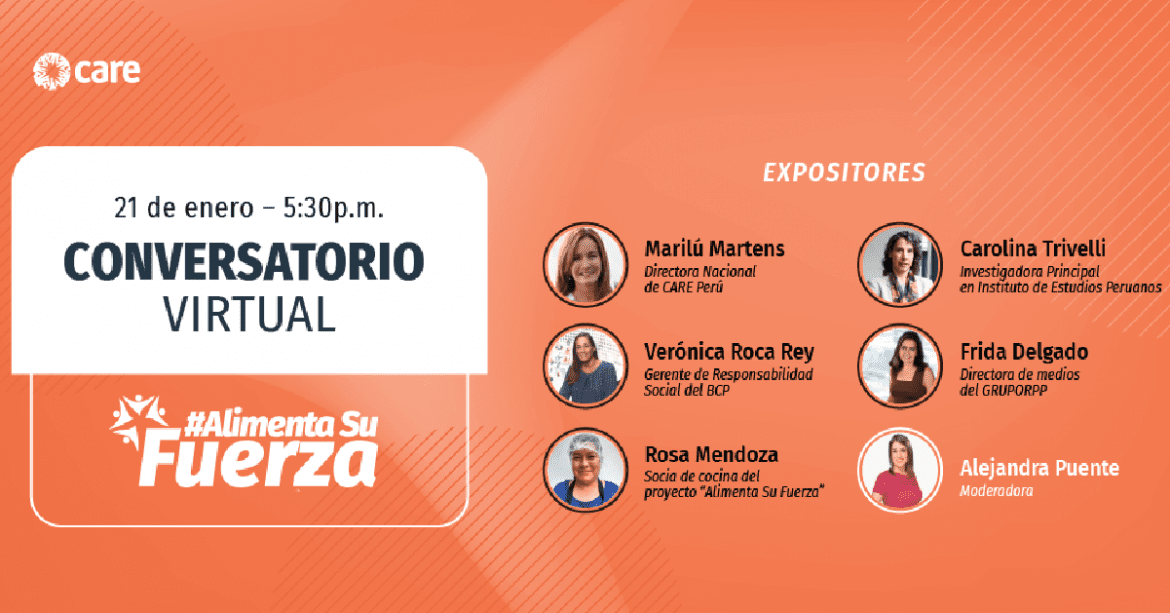 care
21 de enero – 5:30p.m.
CONVERSATORIO
VIRTUAL
#Alimenta Su
Fuerza
EXPOSITORES
Marilú Martens
Directora Nacional
de CARE Perú
Carolina Trivelli
Investigadora Principal
en Instituto de Estudios Peruanos
Verónica Roca Rey
Gerente de Responsabilidad
Social del BCP
Frida Delgado
Directora de medios
del GRUPORPP
Rosa Mendoza
Socia de cocina del
proyecto “Alimenta Su Fuerza”
Alejandra Puente
Moderadora